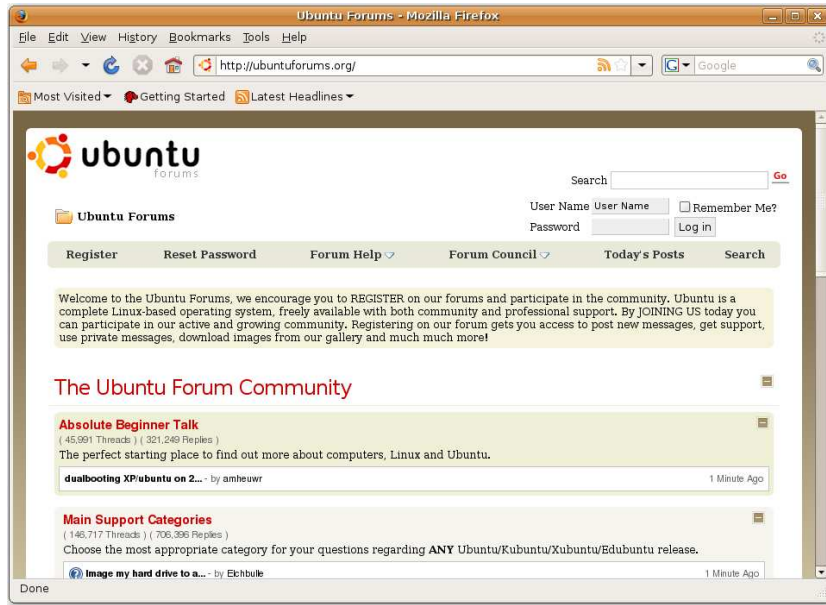 Ubuntu Forums - Mozilla Firefox
File Edit View History Bookmarks Tools Help
http://ubuntuforums.org/
G Google
Most Visited Getting Started Latest Headlines
ubuntu
forums
Search Go
User Name User Name Remember Me?
Ubuntu Forums
Password Log in
Register Reset Password Forum Help Forum Council Today's Posts Search
Welcome to the Ubuntu Forums, we encourage you to REGISTER on our forums and participate in the community. Ubuntu is a
complete Linux-based operating system, freely available with both community and professional support. By JOINING US today you
can participate in our active and growing community. Registering on our forum gets you access to post new messages, get support,
use private messages, download images from our gallery and much much more!
The Ubuntu Forum Community
Absolute Beginner Talk
( 45,991 Threads ) ( 321,249 Replies )
The perfect starting place to find out more about computers, Linux and Ubuntu.
dualbooting XP/ubuntu on 2... - by amheuwr 1 Minute Ago
Main Support Categories
( 146,717 Threads ) ( 706,396 Replies )
Choose the most appropriate category for your questions regarding ANY Ubuntu/Kubuntu/Xubuntu/Edubuntu release.
Image my hard drive to a... - by Eichbulle 1 Minute Ago
Done